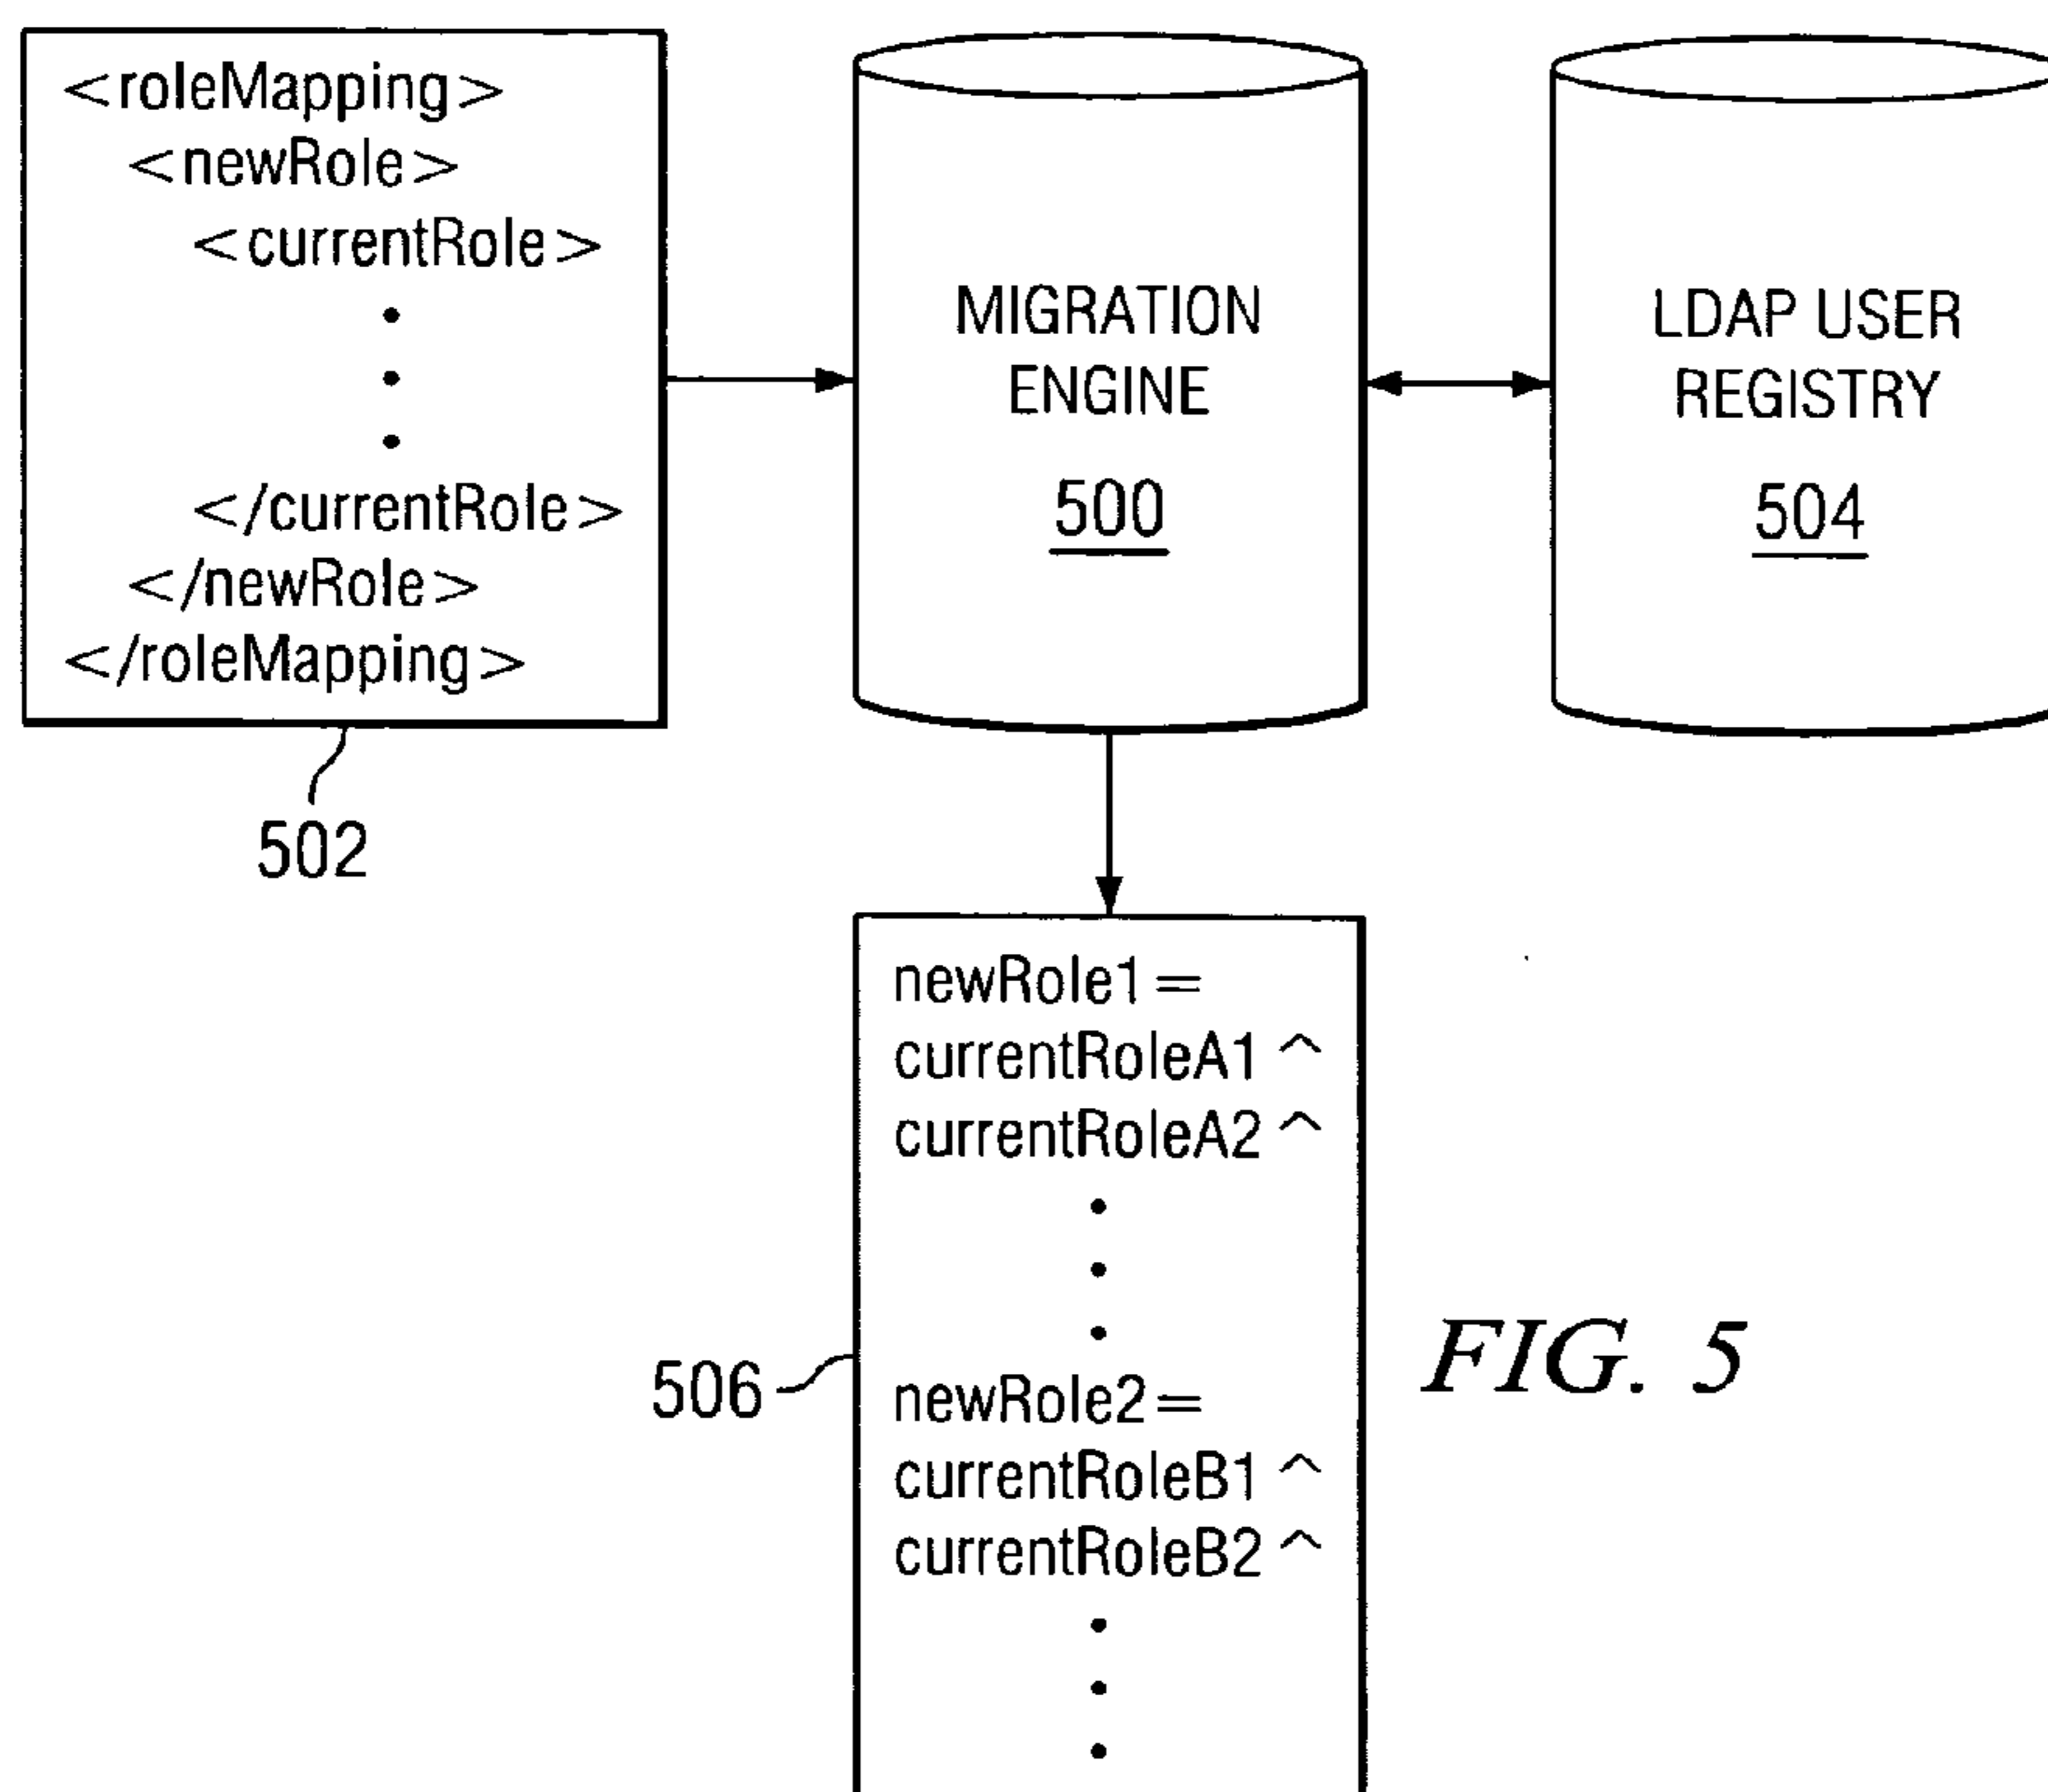 <roleMapping>
<newRole>
<currentRole>
</currentRole>
</newRole>
</roleMapping>
502
MIGRATION
ENGINE
500
LDAP USER
REGISTRY
504
newRole1=
currentRoleA1 ^
currentRoleA2 ^
newRole2=
currentRoleB1 ^
currentRoleB2 ^
506
FIG. 5